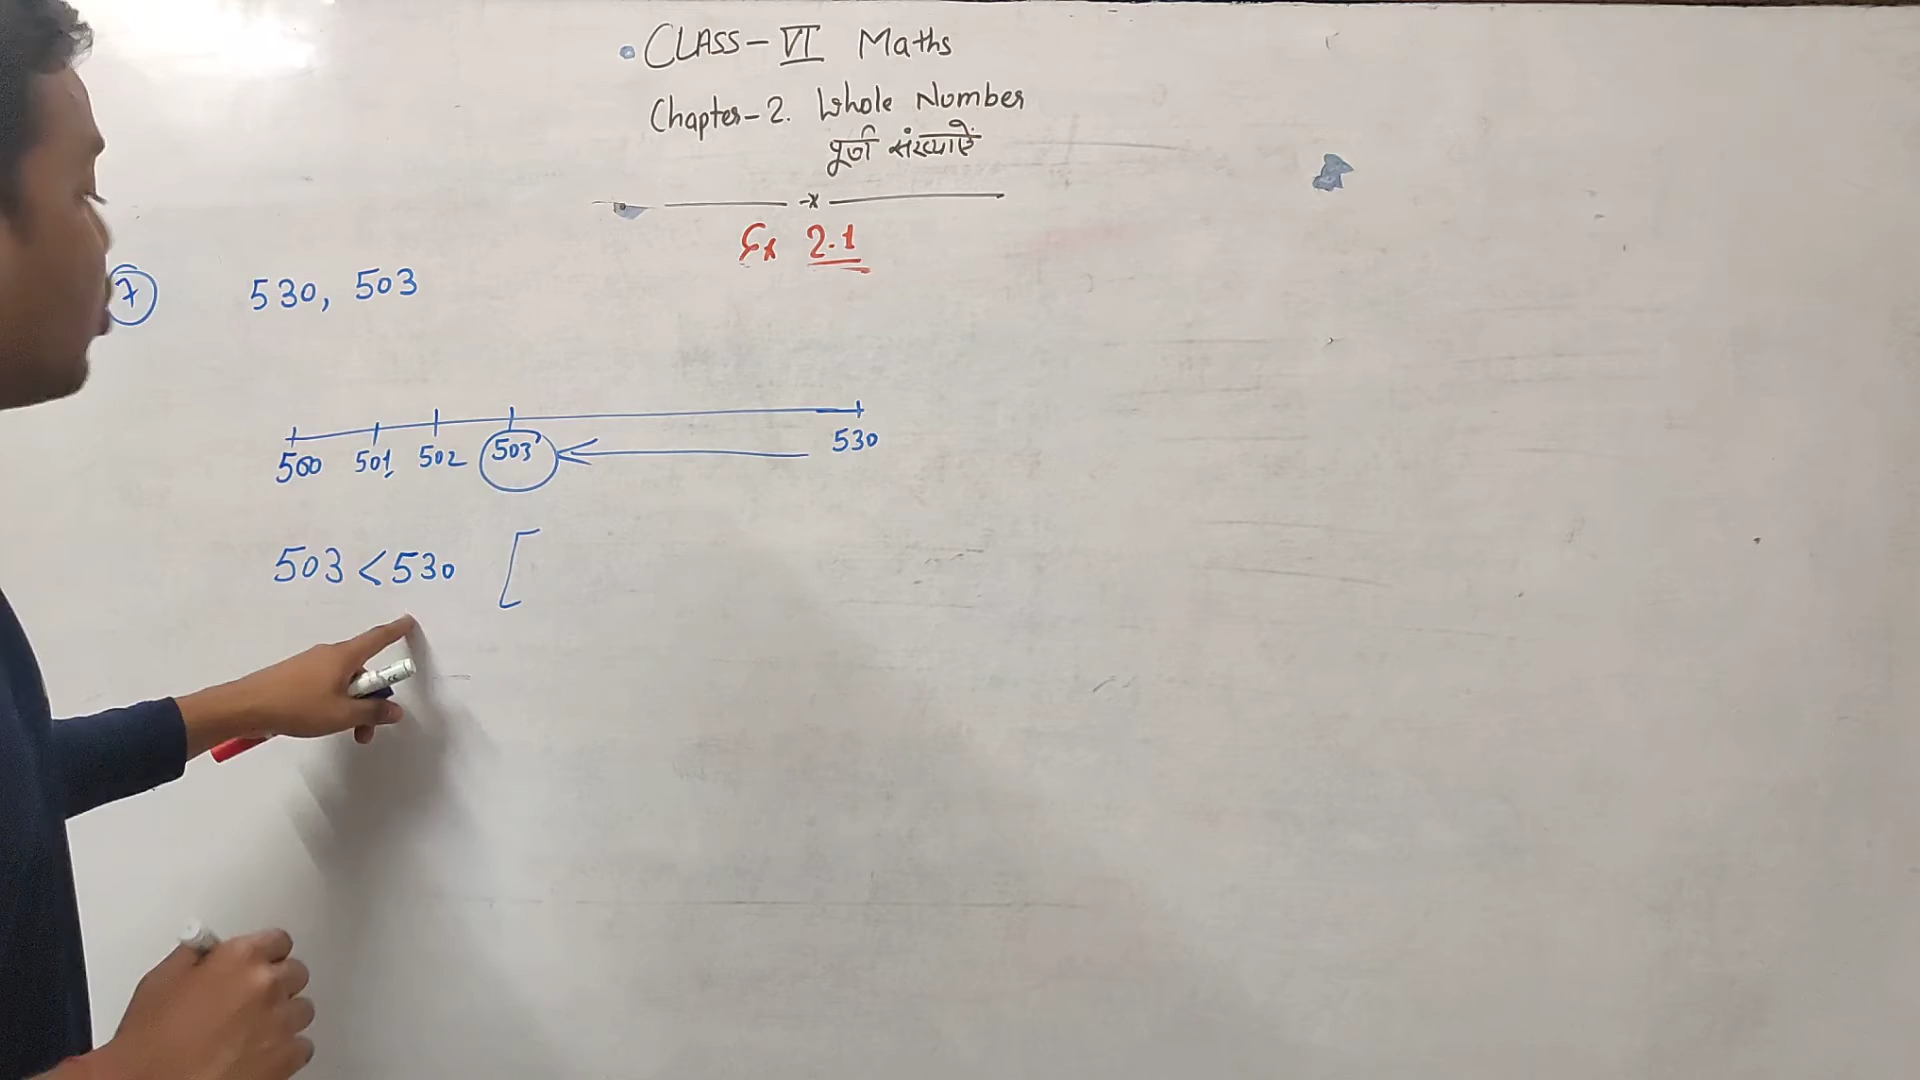 CLASS-VI Maths
Chapter-2. Whole Number
पूर्ण संख्याएँ
x
Ex 2.1
7 530, 503
500 501 502 503 530
503 < 530 [